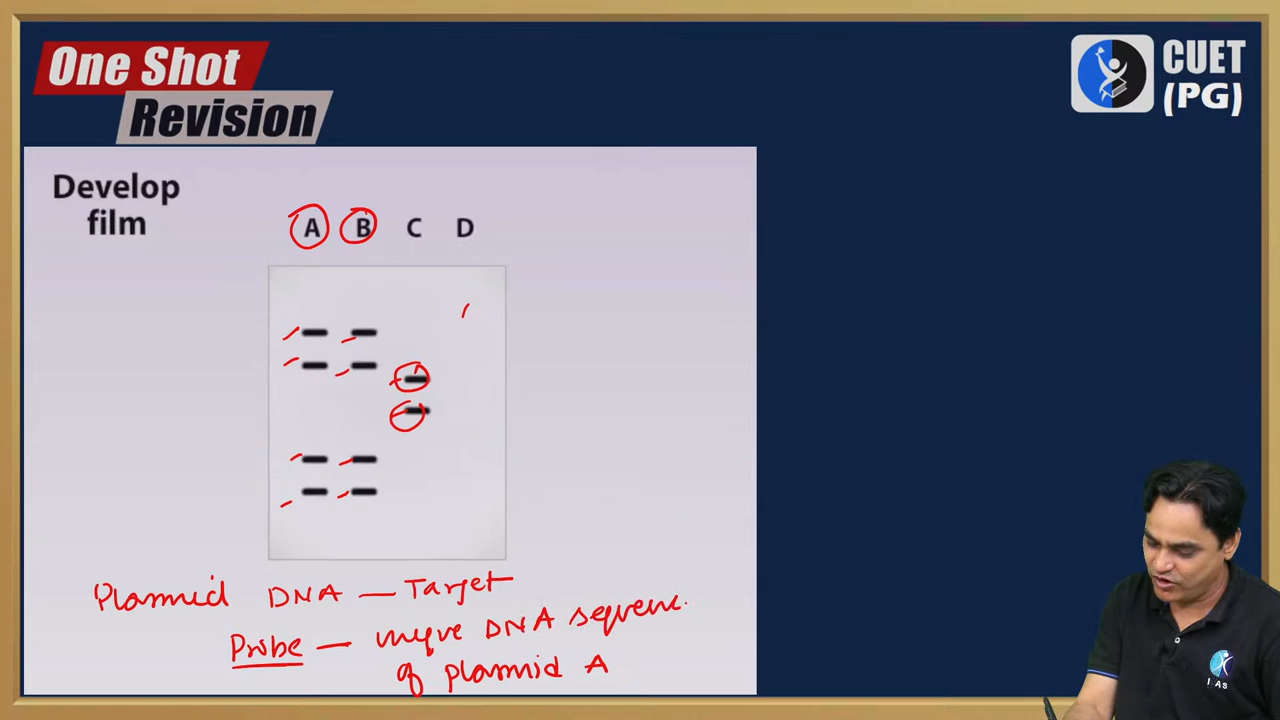 One Shot
Revision
CUET
(PG)
Develop
film
A B C D
Plasmid DNA — Target
Probe — unique DNA sequence
of plasmid A